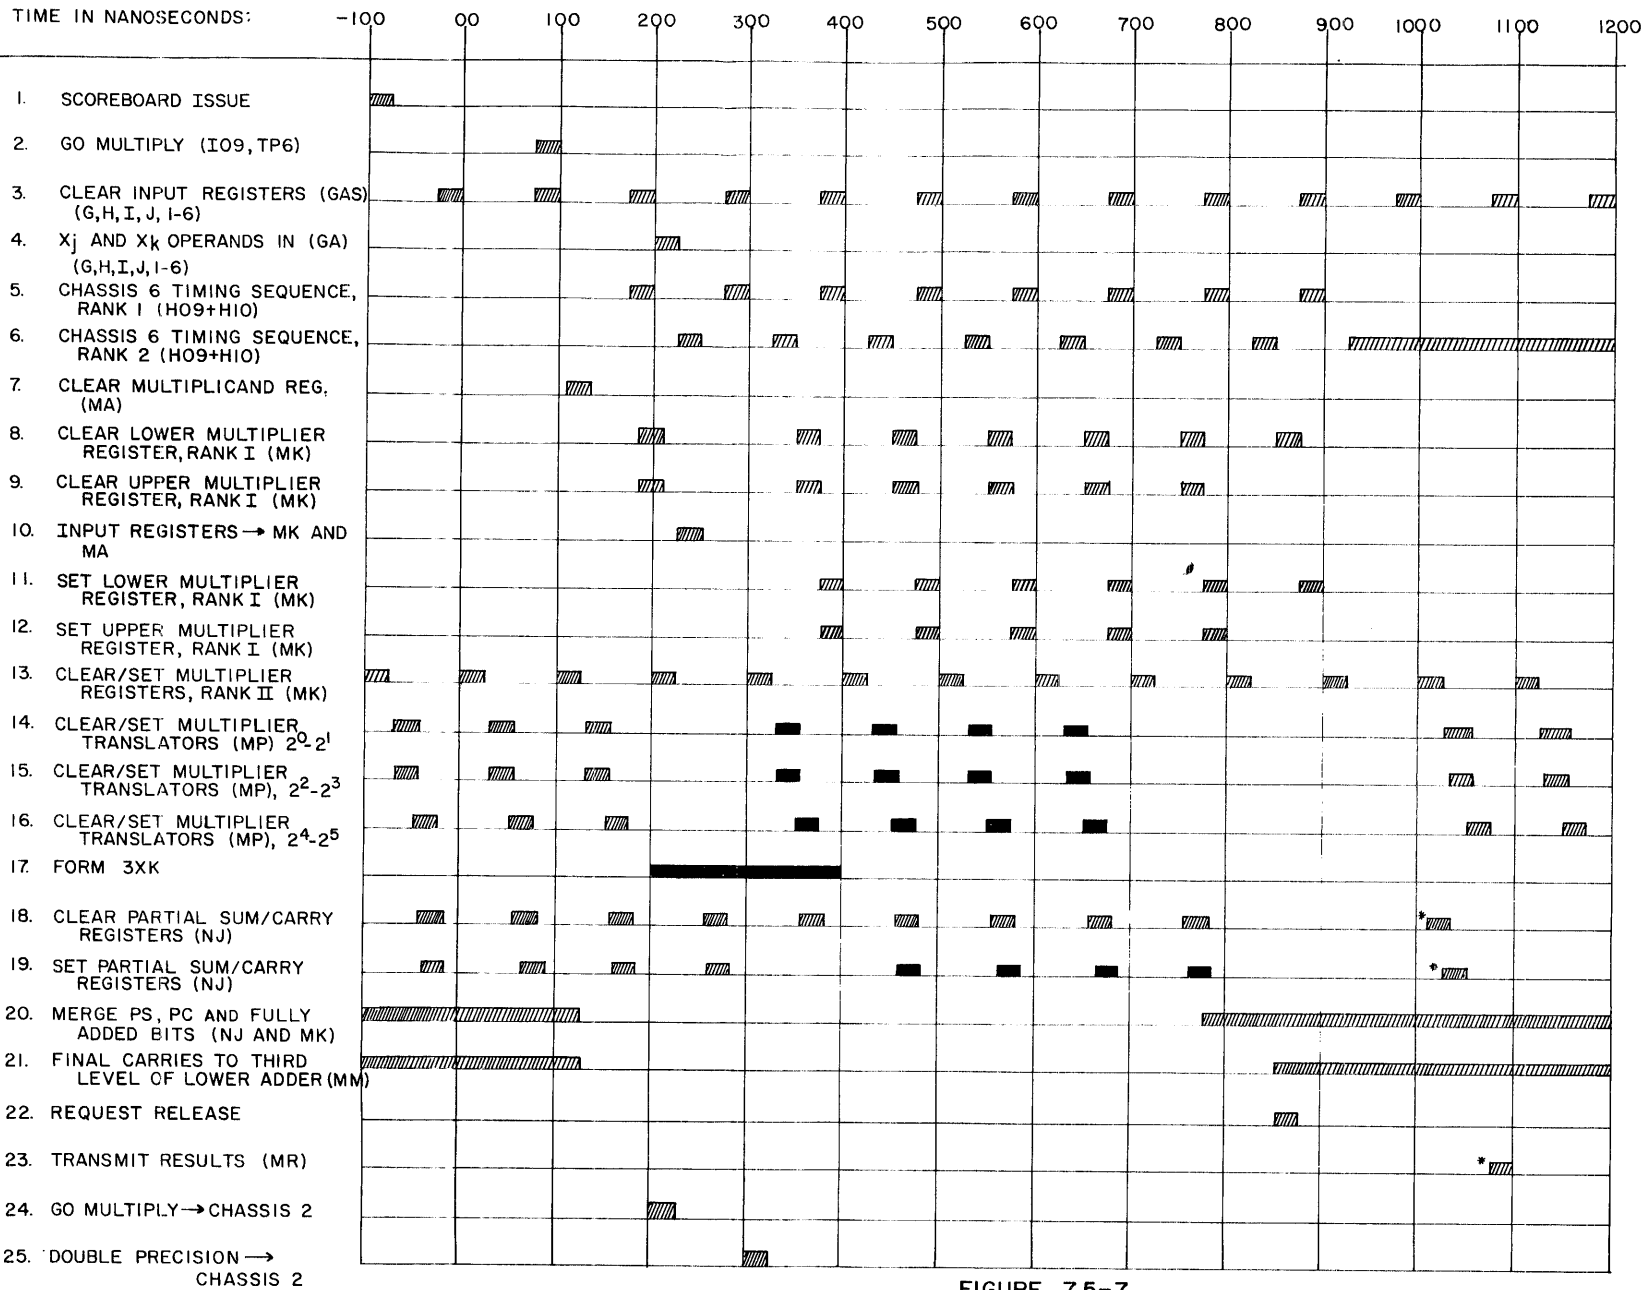 TIME IN NANOSECONDS: -100 00 100 200 300 400 500 600 700 800 900 1000 1100 1200
1. SCOREBOARD ISSUE
2. GO MULTIPLY (IO9, TP6)
3. CLEAR INPUT REGISTERS (GAS)
(G,H,I,J,1-6)
4. Xj AND Xk OPERANDS IN (GA)
(G,H,I,J,1-6)
5. CHASSIS 6 TIMING SEQUENCE,
RANK I (HO9+HIO)
6. CHASSIS 6 TIMING SEQUENCE,
RANK 2 (HO9+HIO)
7. CLEAR MULTIPLICAND REG.
(MA)
8. CLEAR LOWER MULTIPLIER
REGISTER, RANK I (MK)
9. CLEAR UPPER MULTIPLIER
REGISTER, RANK I (MK)
10. INPUT REGISTERS → MK AND
MA
11. SET LOWER MULTIPLIER
REGISTER, RANK I (MK)
12. SET UPPER MULTIPLIER
REGISTER, RANK I (MK)
13. CLEAR/SET MULTIPLIER
REGISTERS, RANK II (MK)
14. CLEAR/SET MULTIPLIER
TRANSLATORS (MP) 2⁰-2¹
15. CLEAR/SET MULTIPLIER
TRANSLATORS (MP), 2²-2³
16. CLEAR/SET MULTIPLIER
TRANSLATORS (MP), 2⁴-2⁵
17. FORM 3XK
18. CLEAR PARTIAL SUM/CARRY
REGISTERS (NJ)
*
19. SET PARTIAL SUM/CARRY
REGISTERS (NJ)
*
20. MERGE PS, PC AND FULLY
ADDED BITS (NJ AND MK)
21. FINAL CARRIES TO THIRD
LEVEL OF LOWER ADDER (MM)
22. REQUEST RELEASE
23. TRANSMIT RESULTS (MR)
*
24. GO MULTIPLY → CHASSIS 2
25. DOUBLE PRECISION →
CHASSIS 2
FIGURE 7.5-7